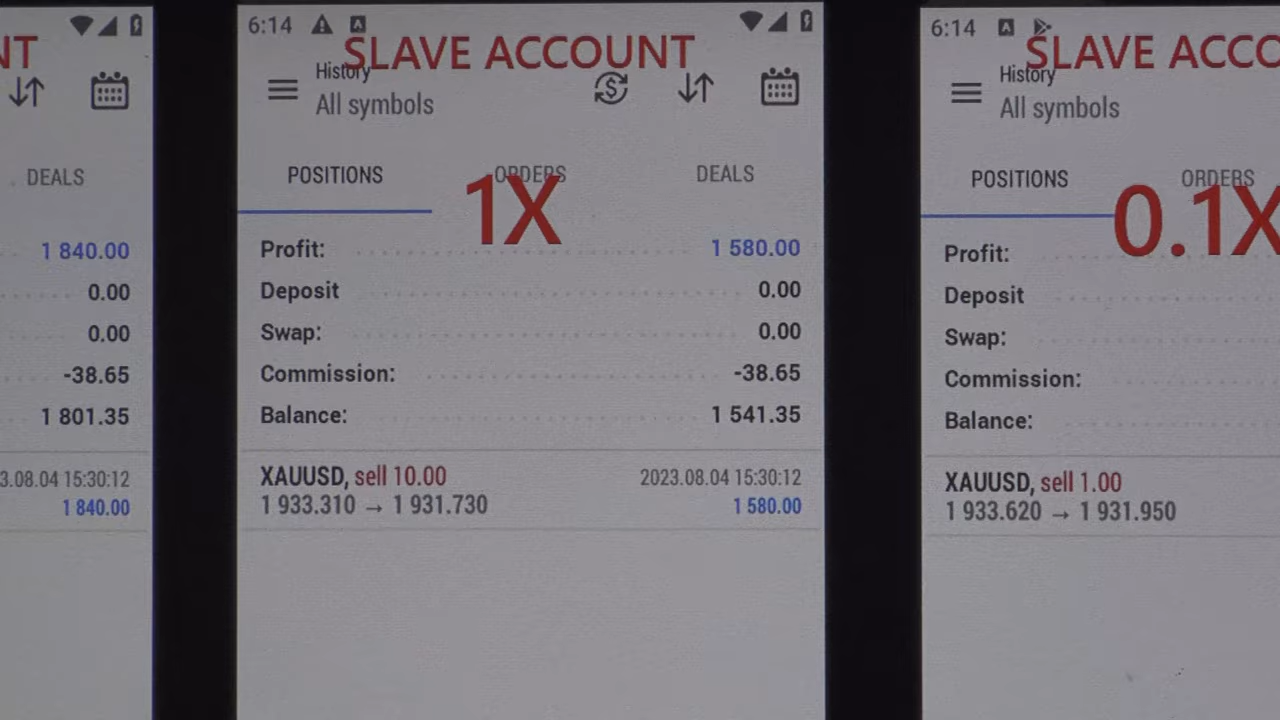 NT
DEALS
1 840.00
0.00
0.00
-38.65
1 801.35
3.08.04 15:30:12
1 840.00
6:14
SLAVE ACCOUNT
History
All symbols
POSITIONS
ORDERS
DEALS
1X
Profit:
1 580.00
Deposit
0.00
Swap:
0.00
Commission:
-38.65
Balance:
1 541.35
XAUUSD, sell 10.00
2023.08.04 15:30:12
1 933.310 → 1 931.730
1 580.00
6:14
SLAVE ACCO
History
All symbols
POSITIONS
ORDERS
0.1X
Profit:
Deposit
Swap:
Commission:
Balance:
XAUUSD, sell 1.00
1 933.620 → 1 931.950